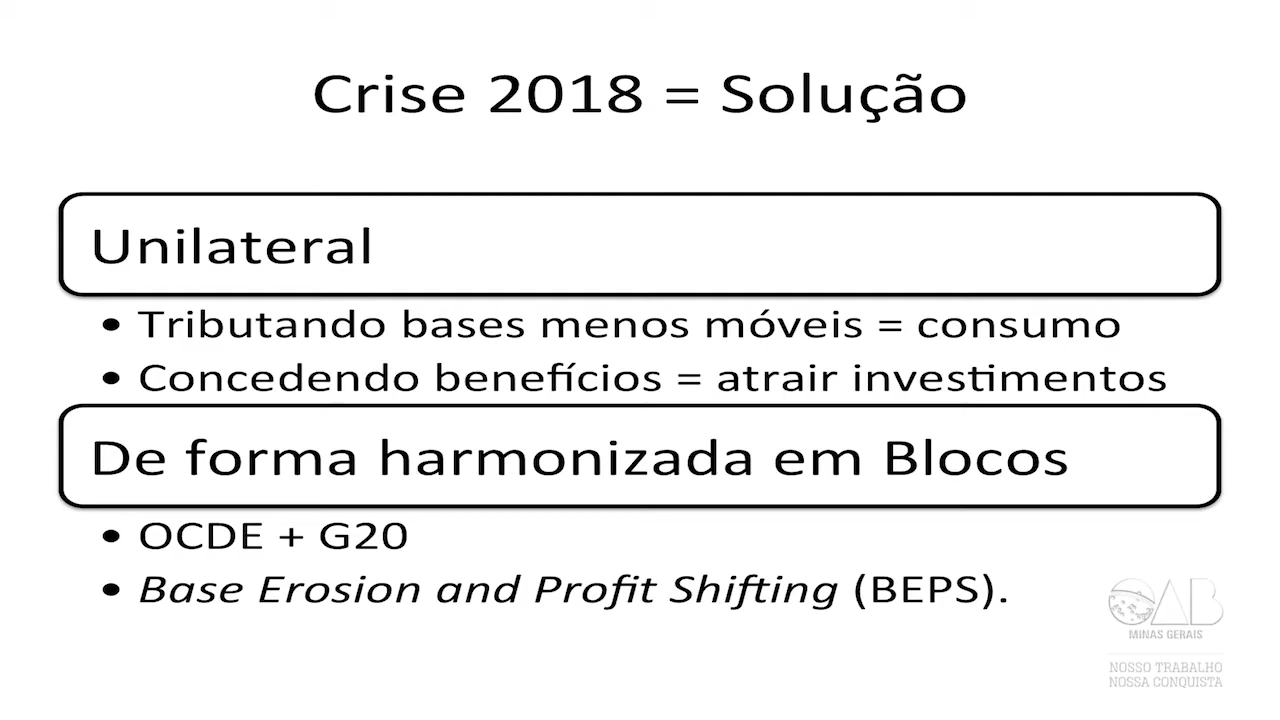 Crise 2018 = Solução
Unilateral
• Tributando bases menos móveis = consumo
• Concedendo benefícios = atrair investimentos
De forma harmonizada em Blocos
• OCDE + G20
• Base Erosion and Profit Shifting (BEPS).
OAB
MINAS GERAIS
NOSSO TRABALHO
NOSSA CONQUISTA